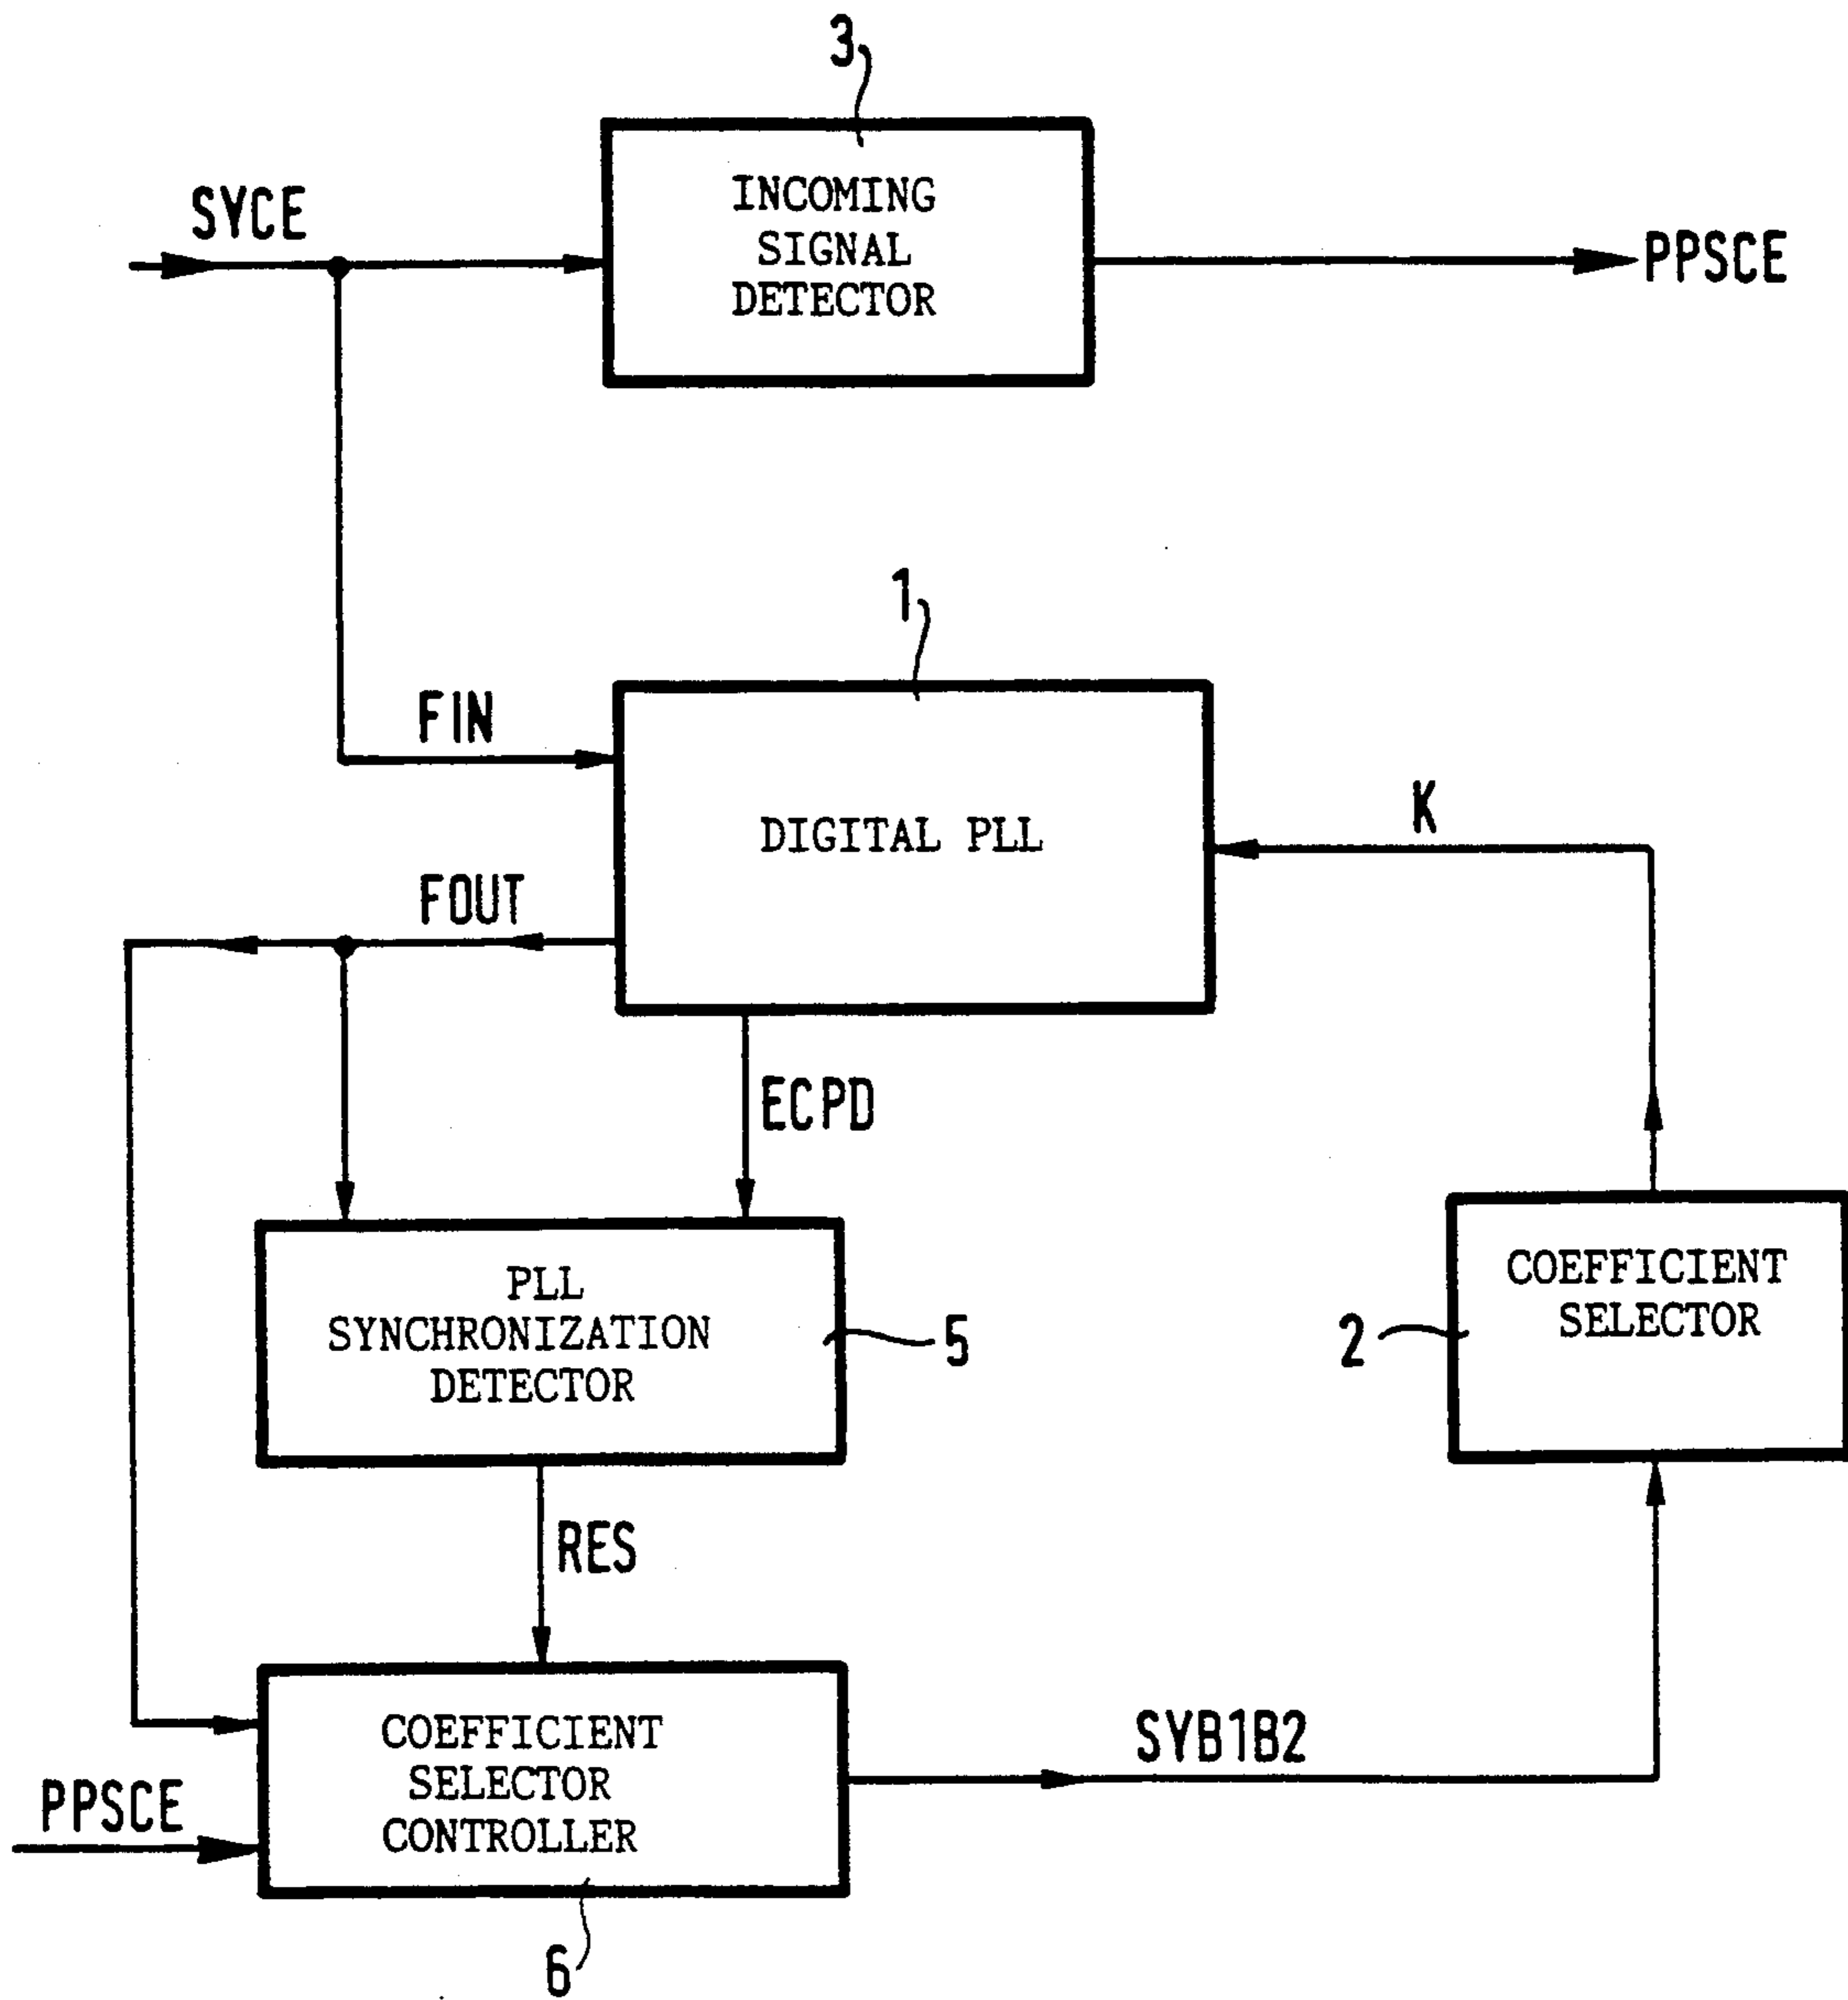 3
SYCE
INCOMING
SIGNAL
DETECTOR
PPSCE
1
FIN
DIGITAL PLL
K
FOUT
ECPD
PLL
SYNCHRONIZATION
DETECTOR
5
2
COEFFICIENT
SELECTOR
RES
COEFFICIENT
SELECTOR
CONTROLLER
SYB1B2
PPSCE
6